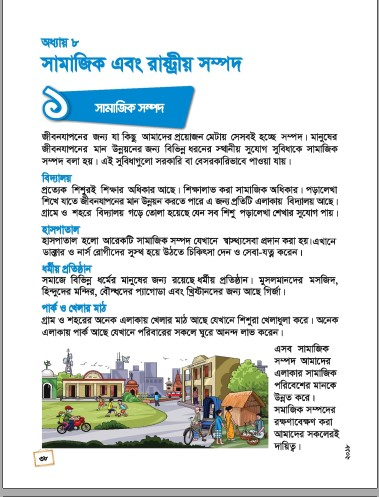 অধ্যায় ৮
সামাজিক এবং রাষ্ট্রীয় সম্পদ
১ সামাজিক সম্পদ
জীবনযাপনের জন্য যা কিছু আমাদের প্রয়োজন মেটায় সেসবই হচ্ছে সম্পদ। মানুষের
জীবনযাপনের মান উন্নয়নের জন্য বিভিন্ন ধরনের স্থানীয় সুযোগ সুবিধাকে সামাজিক
সম্পদ বলা হয়। এই সুবিধাগুলো সরকারি বা বেসরকারিভাবে পাওয়া যায়।
বিদ্যালয়
প্রত্যেক শিশুরই শিক্ষার অধিকার আছে। শিক্ষালাভ করা সামাজিক অধিকার। পড়ালেখা
শিখে যাতে জীবনযাপনের মান উন্নয়ন করতে পারে এ জন্য প্রতিটি এলাকায় বিদ্যালয় আছে।
গ্রামে ও শহরে বিদ্যালয় গড়ে তোলা হয়েছে যেন সব শিশু পড়ালেখা শেখার সুযোগ পায়।
হাসপাতাল
হাসপাতাল হলো আরেকটি সামাজিক সম্পদ যেখানে স্বাস্থ্যসেবা প্রদান করা হয়। এখানে
ডাক্তার ও নার্স রোগীদের সুস্থ হয়ে উঠতে চিকিৎসা দেন ও সেবা-যত্ন করেন।
ধর্মীয় প্রতিষ্ঠান
সমাজে বিভিন্ন ধর্মের মানুষের জন্য রয়েছে ধর্মীয় প্রতিষ্ঠান। মুসলমানদের মসজিদ,
হিন্দুদের মন্দির, বৌদ্ধদের প্যাগোডা এবং খ্রিষ্টানদের জন্য আছে গির্জা।
পার্ক ও খেলার মাঠ
গ্রাম ও শহরের অনেক এলাকায় খেলার মাঠ আছে যেখানে শিশুরা খেলাধুলা করে। অনেক
এলাকায় পার্ক আছে যেখানে পরিবারের সকলে ঘুরে আনন্দ লাভ করেন।
এসব সামাজিক
সম্পদ আমাদের
এলাকার সামাজিক
পরিবেশের মানকে
উন্নত করে।
সমাজিক সম্পদের
রক্ষণাবেক্ষণ করা
আমাদের সকলেরই
দায়িত্ব।
৩৮
২০১৮